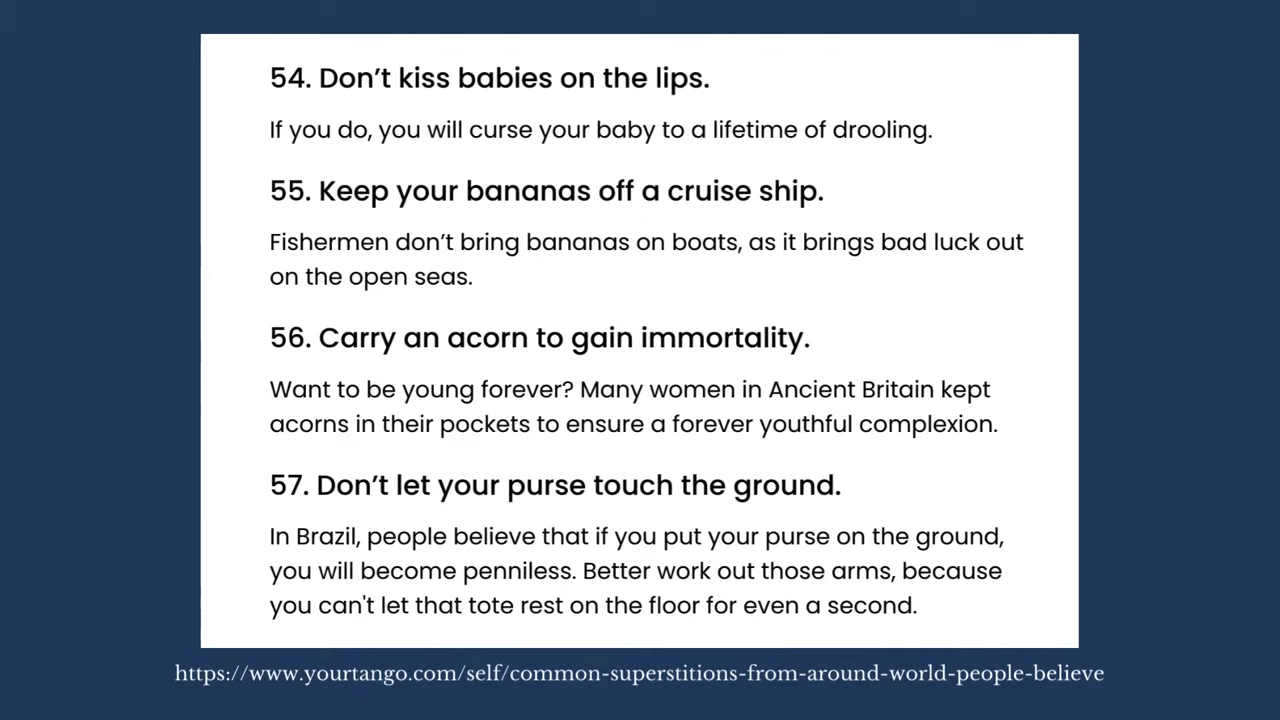 54. Don’t kiss babies on the lips.
If you do, you will curse your baby to a lifetime of drooling.
55. Keep your bananas off a cruise ship.
Fishermen don’t bring bananas on boats, as it brings bad luck out
on the open seas.
56. Carry an acorn to gain immortality.
Want to be young forever? Many women in Ancient Britain kept
acorns in their pockets to ensure a forever youthful complexion.
57. Don’t let your purse touch the ground.
In Brazil, people believe that if you put your purse on the ground,
you will become penniless. Better work out those arms, because
you can't let that tote rest on the floor for even a second.
https://www.yourtango.com/self/common-superstitions-from-around-world-people-believe